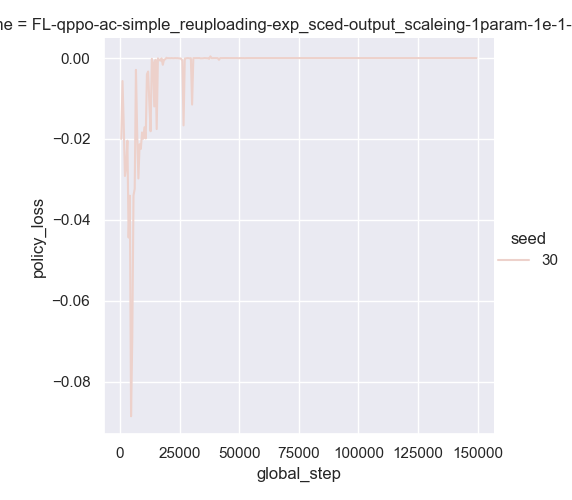 ne = FL-qppo-ac-simple_reuploading-exp_sced-output_scaleing-1param-1e-1-
0.00
−0.02
−0.04
−0.06
−0.08
policy_loss
0 25000 50000 75000 100000 125000 150000
global_step
seed
30